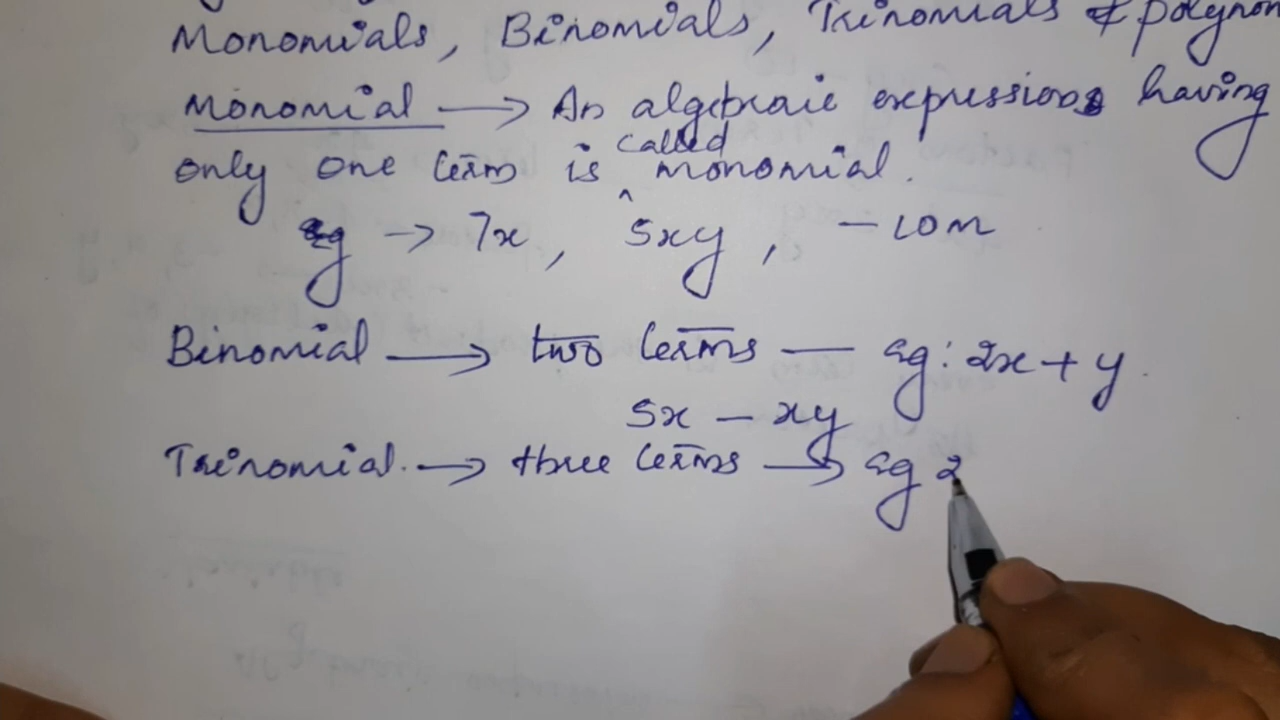 Monomials, Binomials, Trinomials & polynom
Monomial → An algebraic expression having
only one term is ^ called monomial.
eg → 7x, 5xy, -10m
Binomial → two terms — eg: 2x + y.
5x - xy
Trinomial. → three terms → eg 2